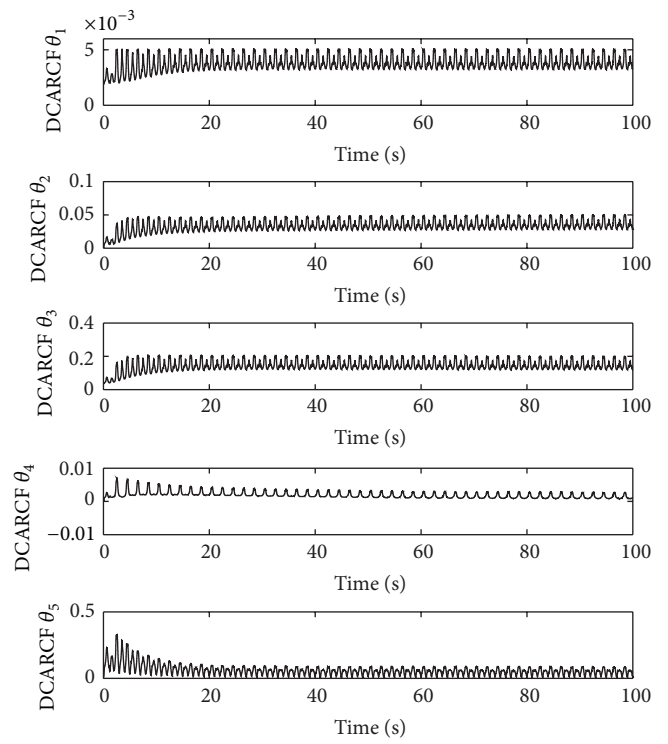 ×10⁻³
DCARCF θ₁
5
0
0 20 40 60 80 100
Time (s)
DCARCF θ₂
0.1
0.05
0
0 20 40 60 80 100
Time (s)
DCARCF θ₃
0.4
0.2
0
0 20 40 60 80 100
Time (s)
DCARCF θ₄
0.01
0
−0.01
0 20 40 60 80 100
Time (s)
DCARCF θ₅
0.5
0
0 20 40 60 80 100
Time (s)